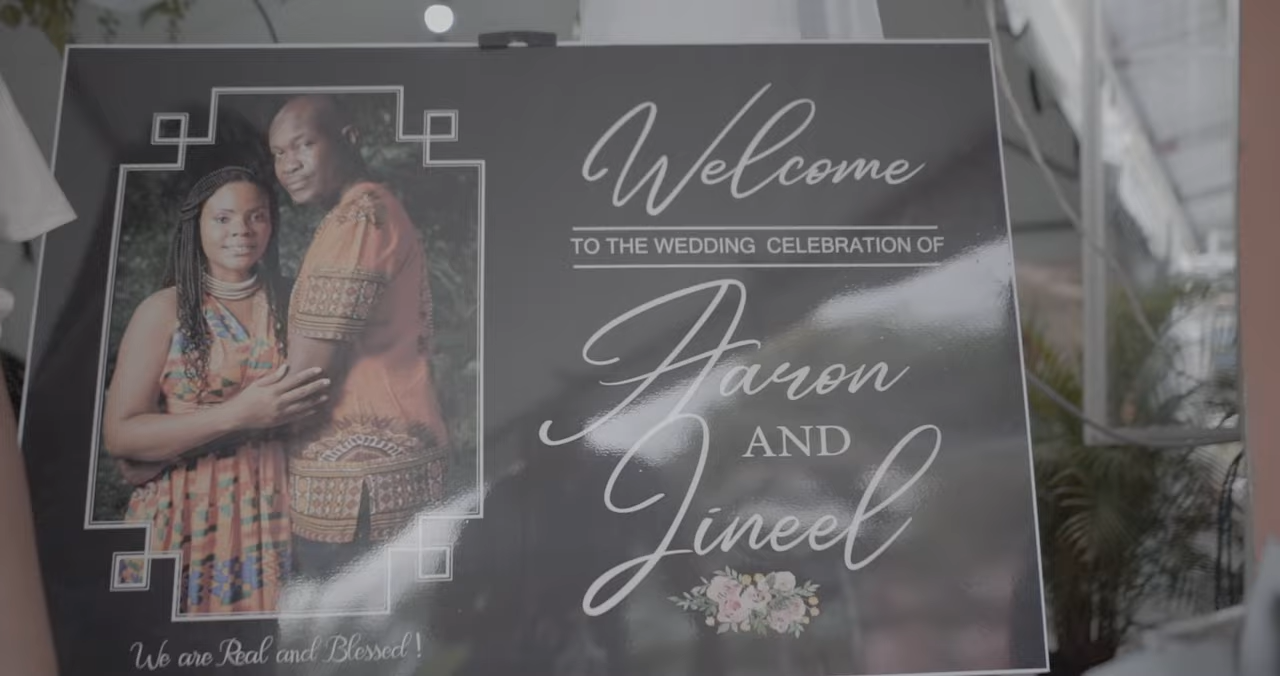 Welcome
TO THE WEDDING CELEBRATION OF
Aaron
AND
Jineel
We are Real and Blessed !